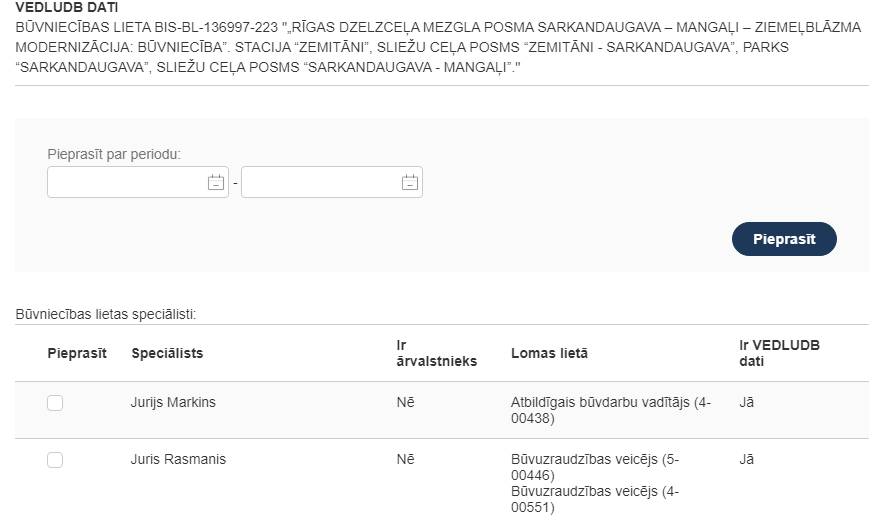 VEDLUDB DATI
BŪVNIECĪBAS LIETA BIS-BL-136997-223 "„RĪGAS DZELZCEĻA MEZGLA POSMA SARKANDAUGAVA – MANGAĻI – ZIEMEĻBLĀZMA
MODERNIZĀCIJA: BŪVNIECĪBA”. STACIJA “ZEMITĀNI”, SLIEŽU CEĻA POSMS “ZEMITĀNI - SARKANDAUGAVA”, PARKS
“SARKANDAUGAVA”, SLIEŽU CEĻA POSMS “SARKANDAUGAVA - MANGAĻI”."
Pieprasīt par periodu:
-
Pieprasīt
Būvniecības lietas speciālisti:
Pieprasīt Speciālists Ir ārvalstnieks Lomas lietā Ir VEDLUDB dati
Jurijs Markins Nē Atbildīgais būvdarbu vadītājs (4- Jā
00438)
Juris Rasmanis Nē Būvuzraudzības veicējs (5- Jā
00446)
Būvuzraudzības veicējs (4-
00551)